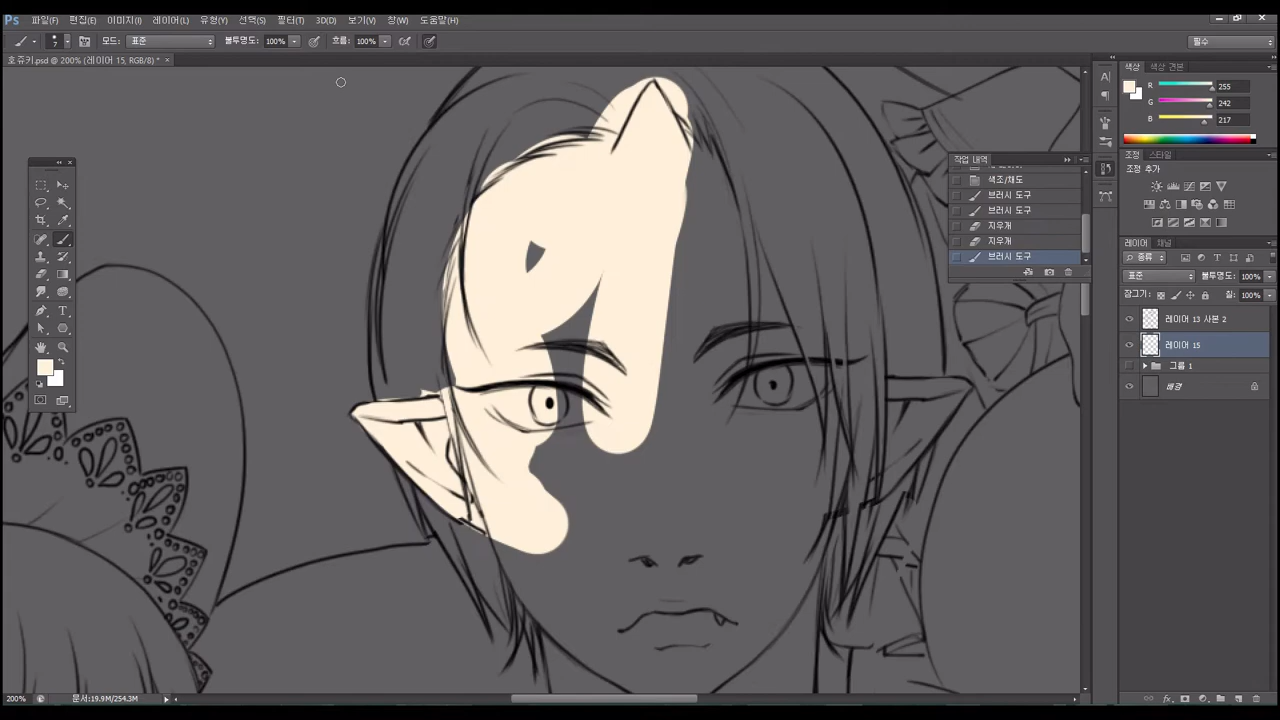 Ps 파일(F) 편집(E) 이미지(I) 레이어(L) 유형(Y) 선택(S) 필터(T) 3D(D) 보기(V) 창(W) 도움말(H)
7 모드: 표준 불투명도: 100% 흐름: 100% 필수
호쥬키.psd @ 200% (레이어 15, RGB/8) *
색상 색상 견본
R 255
G 242
B 217
작업 내역
색조/채도
브러시 도구
브러시 도구
지우개
지우개
브러시 도구
조정 스타일
조정 추가
레이어 채널
종류
표준 불투명도: 100%
잠그기: 칠: 100%
레이어 13 사본 2
레이어 15
그룹 1
배경
200% 문서:19.9M/254.3M